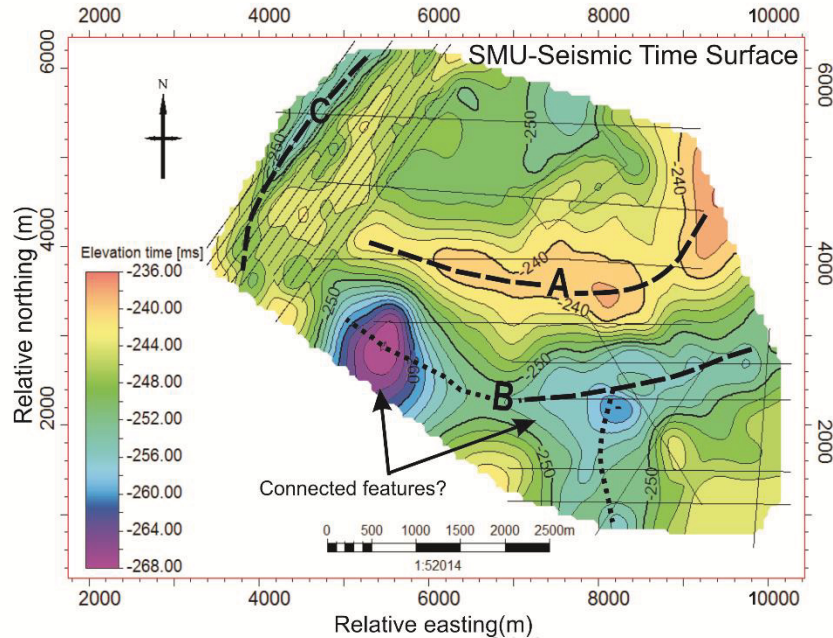 2000 4000 6000 8000 10000
SMU-Seismic Time Surface
6000
4000
2000
6000
4000
2000
N
Relative northing (m)
C
A
B
-250
-250
-240
-240
-240
-250
-250
-250
-250
Elevation time [ms]
-236.00
-240.00
-244.00
-248.00
-252.00
-256.00
-260.00
-264.00
-268.00
Connected features?
0 500 1000 1500 2000 2500m
1:52014
2000 4000 6000 8000 10000
Relative easting(m)